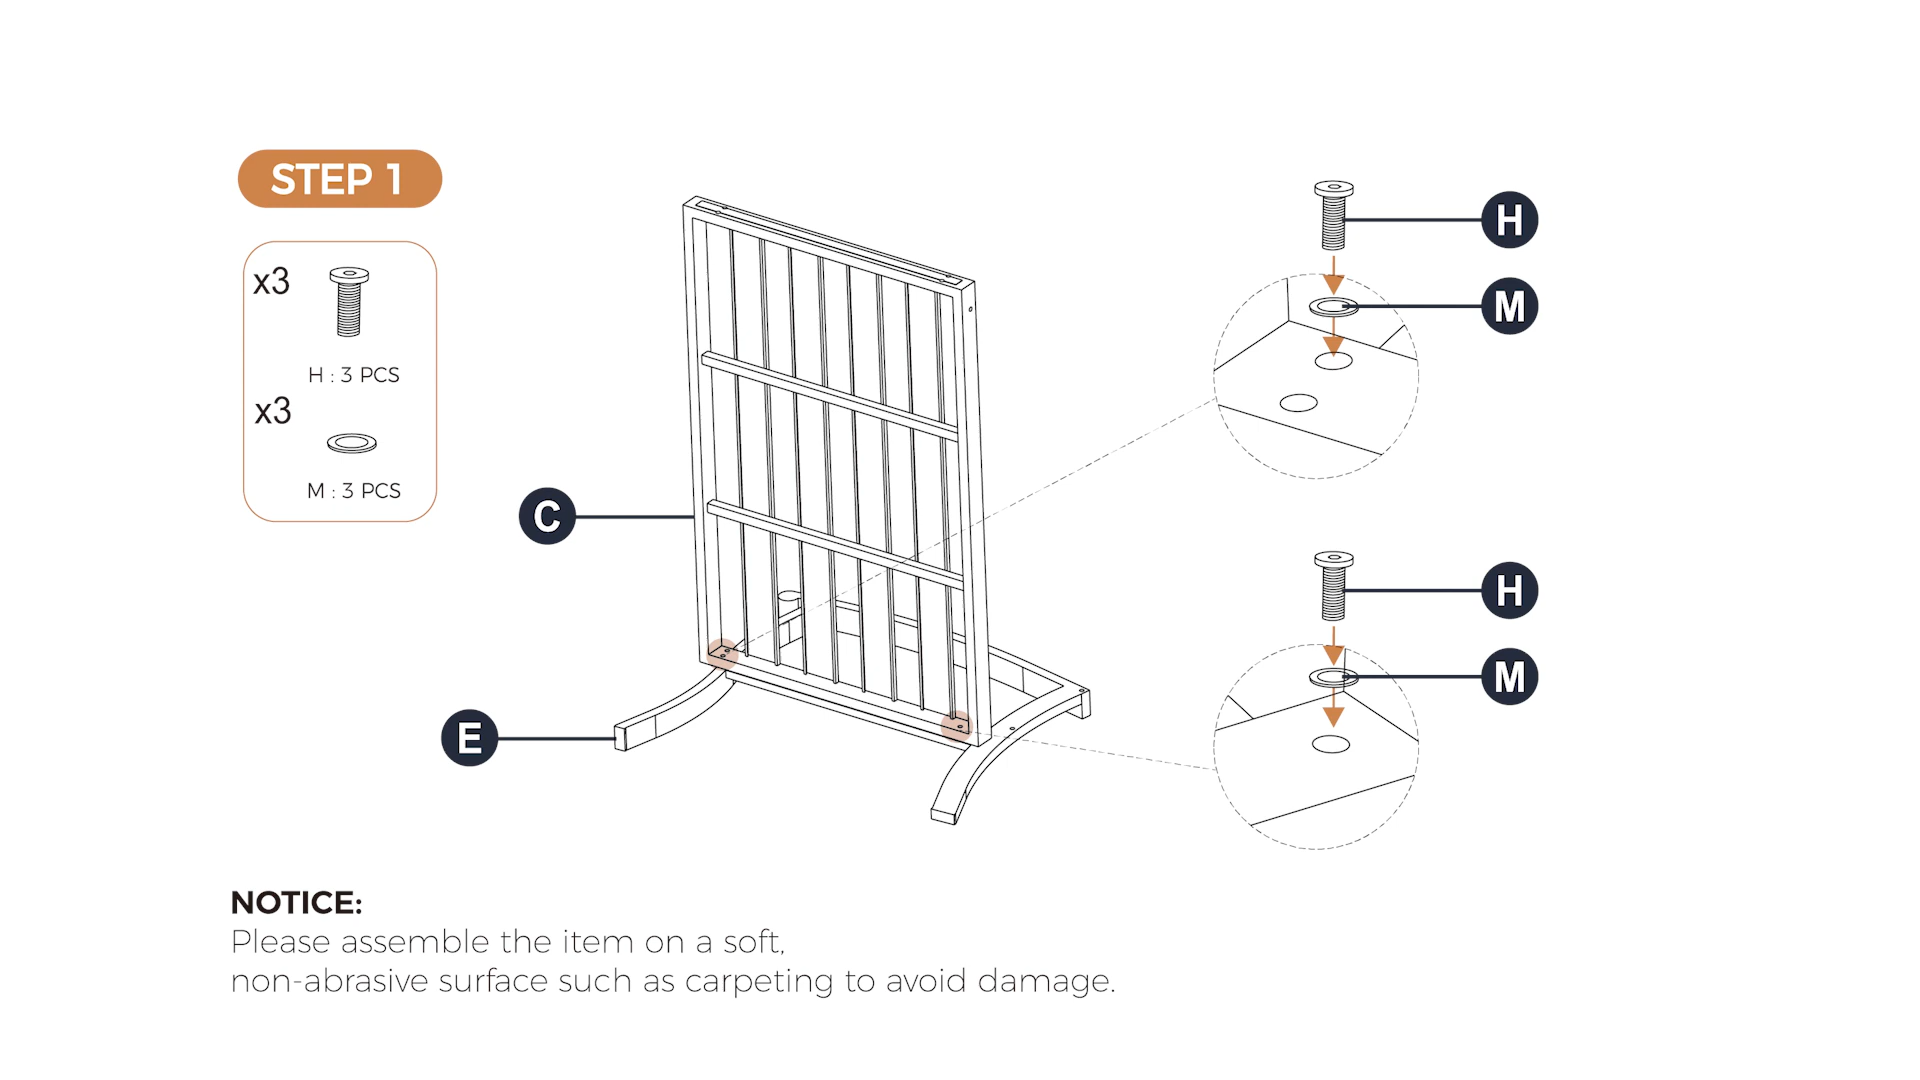 STEP 1
x3
H : 3 PCS
x3
M : 3 PCS
C
E
H
M
H
M
NOTICE:
Please assemble the item on a soft,
non-abrasive surface such as carpeting to avoid damage.